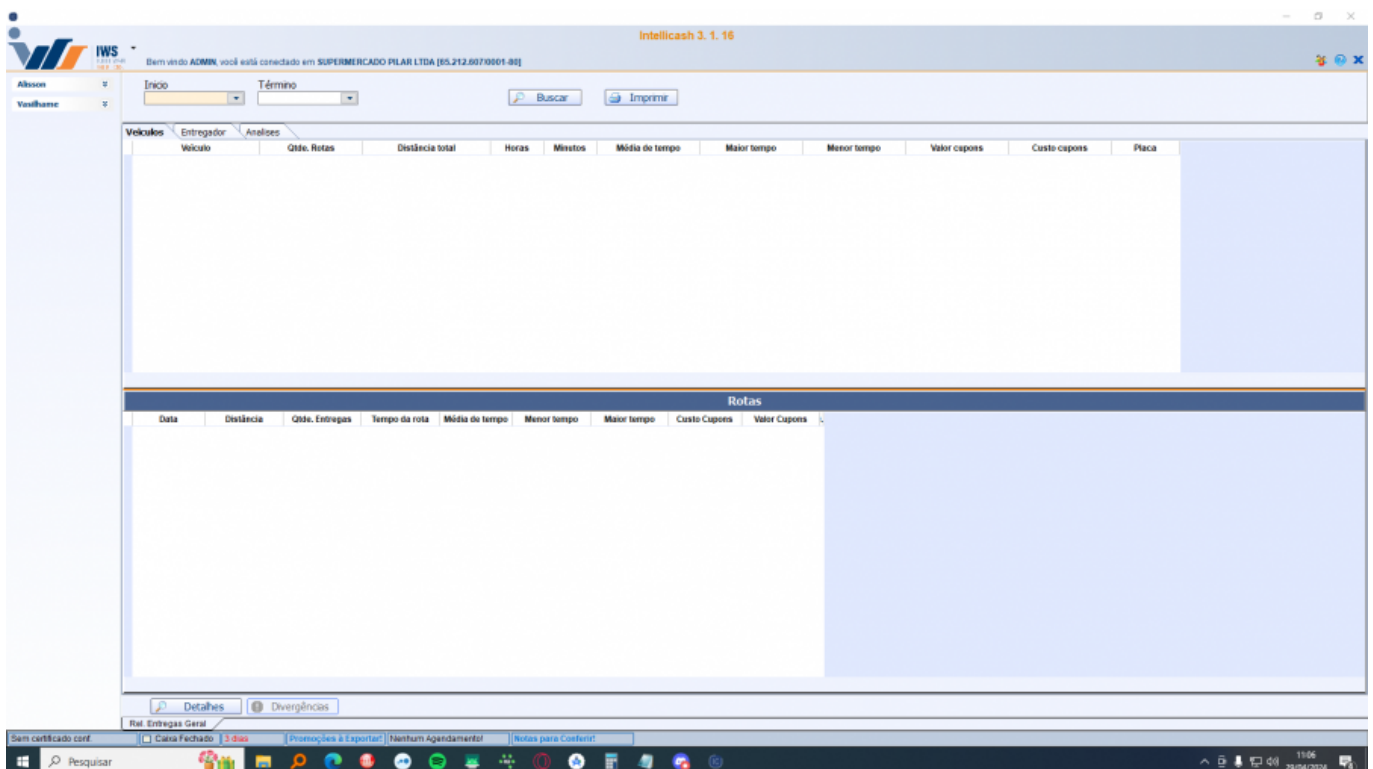 Intellicash 3. 1. 16
IWS
Bem vindo ADMIN, você está conectado em SUPERMERCADO PILAR LTDA [65.212.607/0001-80]
Alisson
Vasilhame
Início Término
Buscar Imprimir
Veículos Entregador Analises
Veículo Qtde. Rotas Distância total Horas Minutos Média de tempo Maior tempo Menor tempo Valor cupons Custo cupons Placa
Rotas
Data Distância Qtde. Entregas Tempo da rota Média de tempo Menor tempo Maior tempo Custo Cupons Valor Cupons
Detalhes Divergências
Rel. Entregas Geral
Sem certificado conf. Caixa Fechado 3 dias Promoções à Exportar! Nenhum Agendamento! Notas para Conferir!
Pesquisar
11:06
29/04/2024